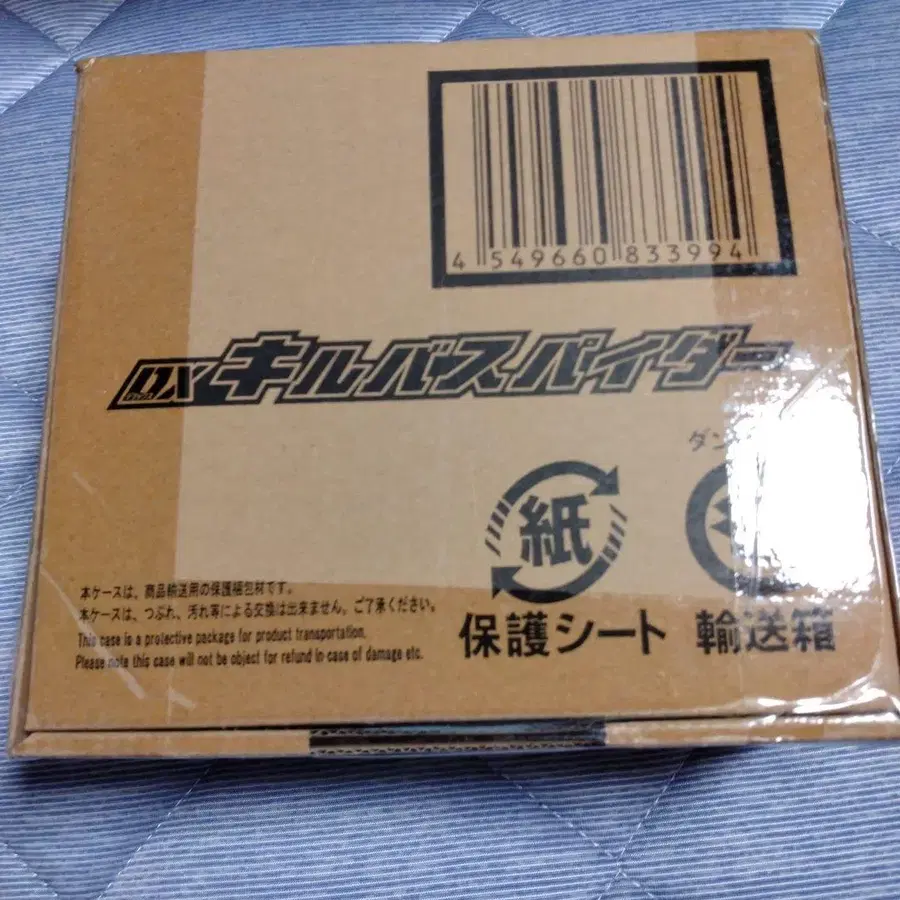 4 549660 833994
DXキルバスパイダー
紙
保護シート
輸送箱
本ケースは、商品輸送用の保護梱包材です。
本ケースは、つぶれ、汚れ等による交換は出来ません。ご了承ください。
This case is a protective package for product transportation.
Please note this case will not be object for refund in case of damage etc.